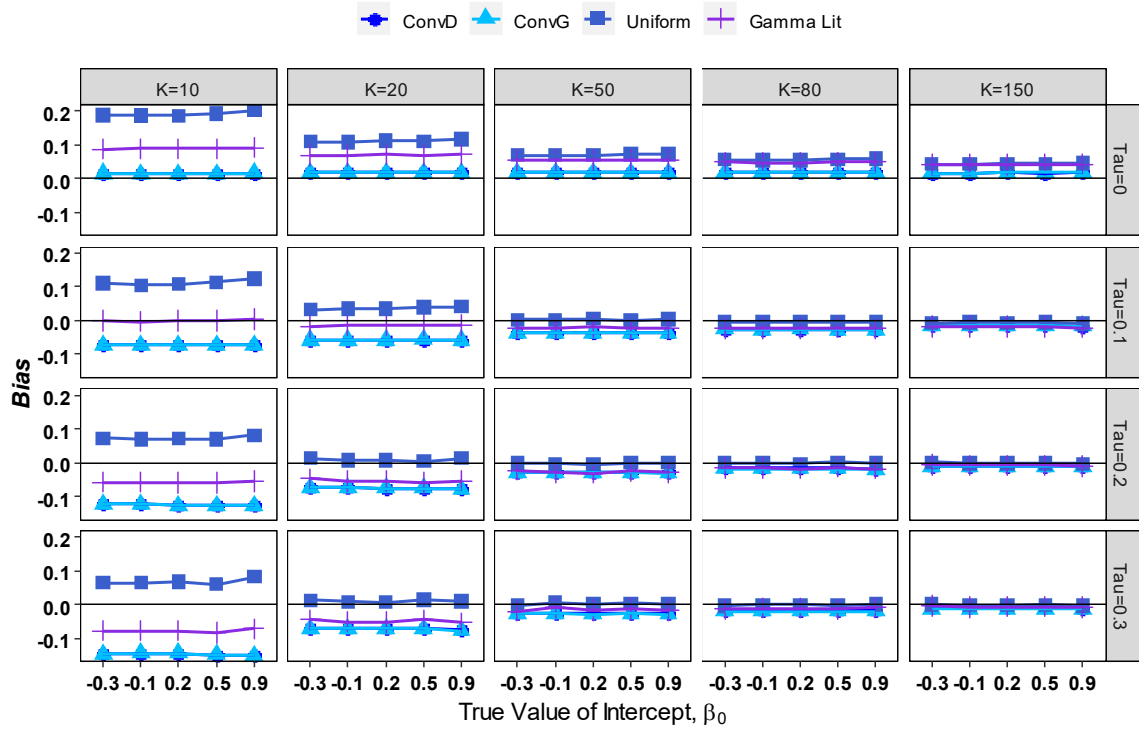 ConvD ConvG Uniform Gamma Lit
K=10 K=20 K=50 K=80 K=150
0.2
0.1
0.0
-0.1
Tau=0
0.2
0.1
0.0
-0.1
Tau=0.1
0.2
0.1
0.0
-0.1
Tau=0.2
0.2
0.1
0.0
-0.1
Tau=0.3
Bias
-0.3 -0.1 0.2 0.5 0.9 -0.3 -0.1 0.2 0.5 0.9 -0.3 -0.1 0.2 0.5 0.9 -0.3 -0.1 0.2 0.5 0.9 -0.3 -0.1 0.2 0.5 0.9
True Value of Intercept, β0